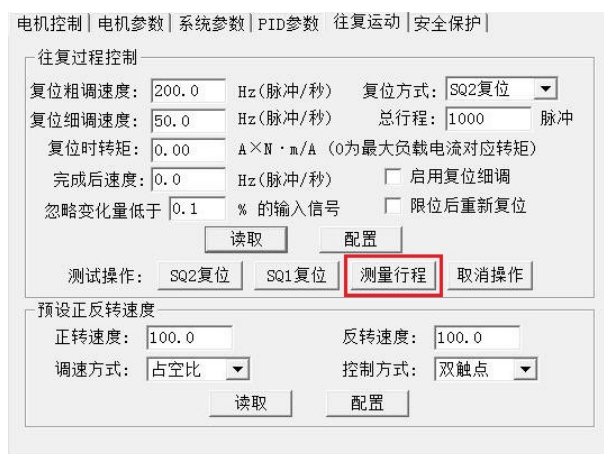 电机控制 电机参数 系统参数 PID参数 往复运动 安全保护
往复过程控制
复位粗调速度: 200.0 Hz(脉冲/秒) 复位方式: SQ2复位
复位细调速度: 50.0 Hz(脉冲/秒) 总行程: 1000 脉冲
复位时转矩: 0.00 A×N·m/A (0为最大负载电流对应转矩)
完成后速度: 0.0 Hz(脉冲/秒) 启用复位细调
忽略变化量低于 0.1 % 的输入信号 限位后重新复位
读取 配置
测试操作: SQ2复位 SQ1复位 测量行程 取消操作
预设正反转速度
正转速度: 100.0 反转速度: 100.0
调速方式: 占空比 控制方式: 双触点
读取 配置